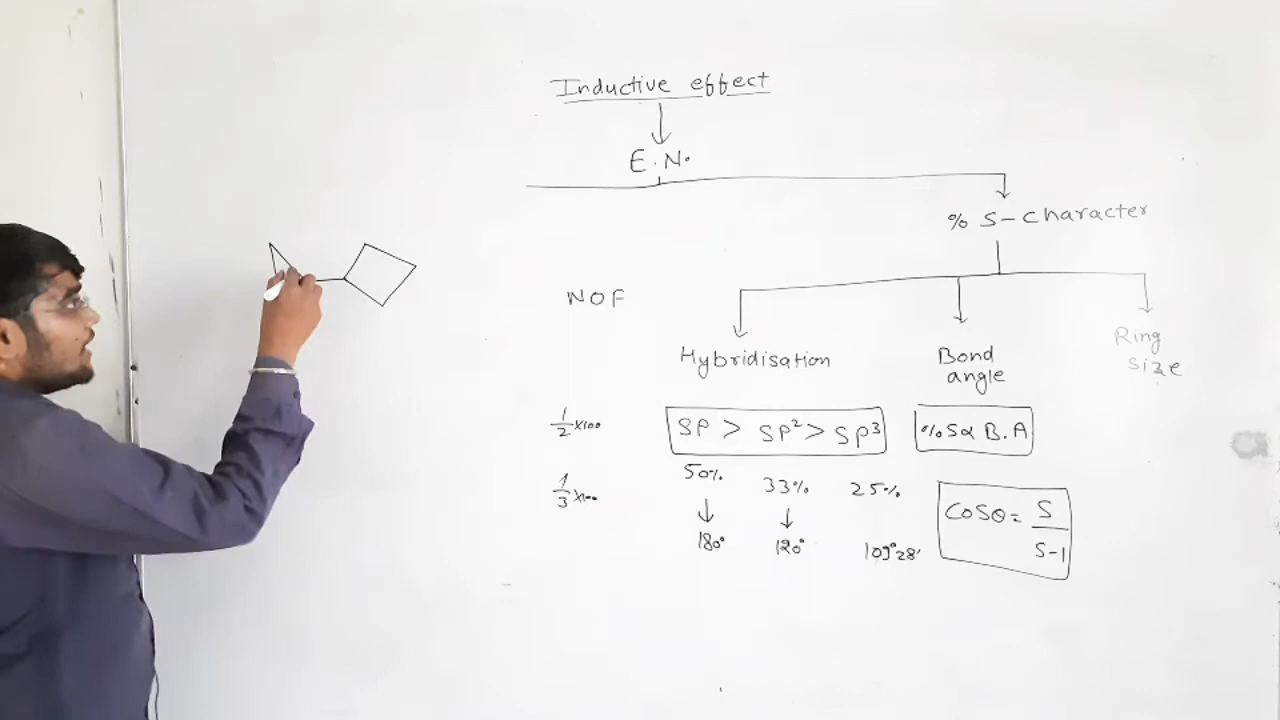 Inductive effect
E.N.
% S-Character
NOF
Hybridisation
Bond angle
Ring Size
1/2 x100
SP > SP² > SP³
%S α B.A
50%
33%
25%
1/3 x100
180°
120°
109°28'
COSθ = S/S-1